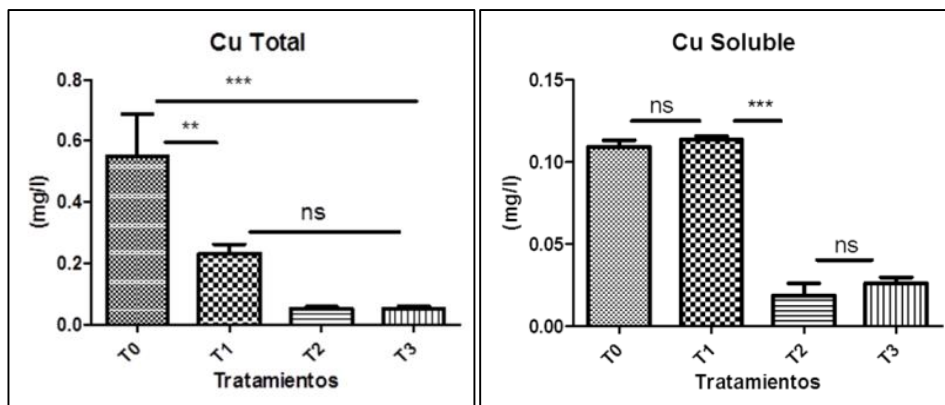 Cu Total
0.8
***
0.6
**
0.4
ns
0.2
0.0
(mg/l)
T0
T1
T2
T3
Tratamientos
Cu Soluble
0.15
ns
***
0.10
0.05
ns
0.00
(mg/l)
T0
T1
T2
T3
Tratamientos